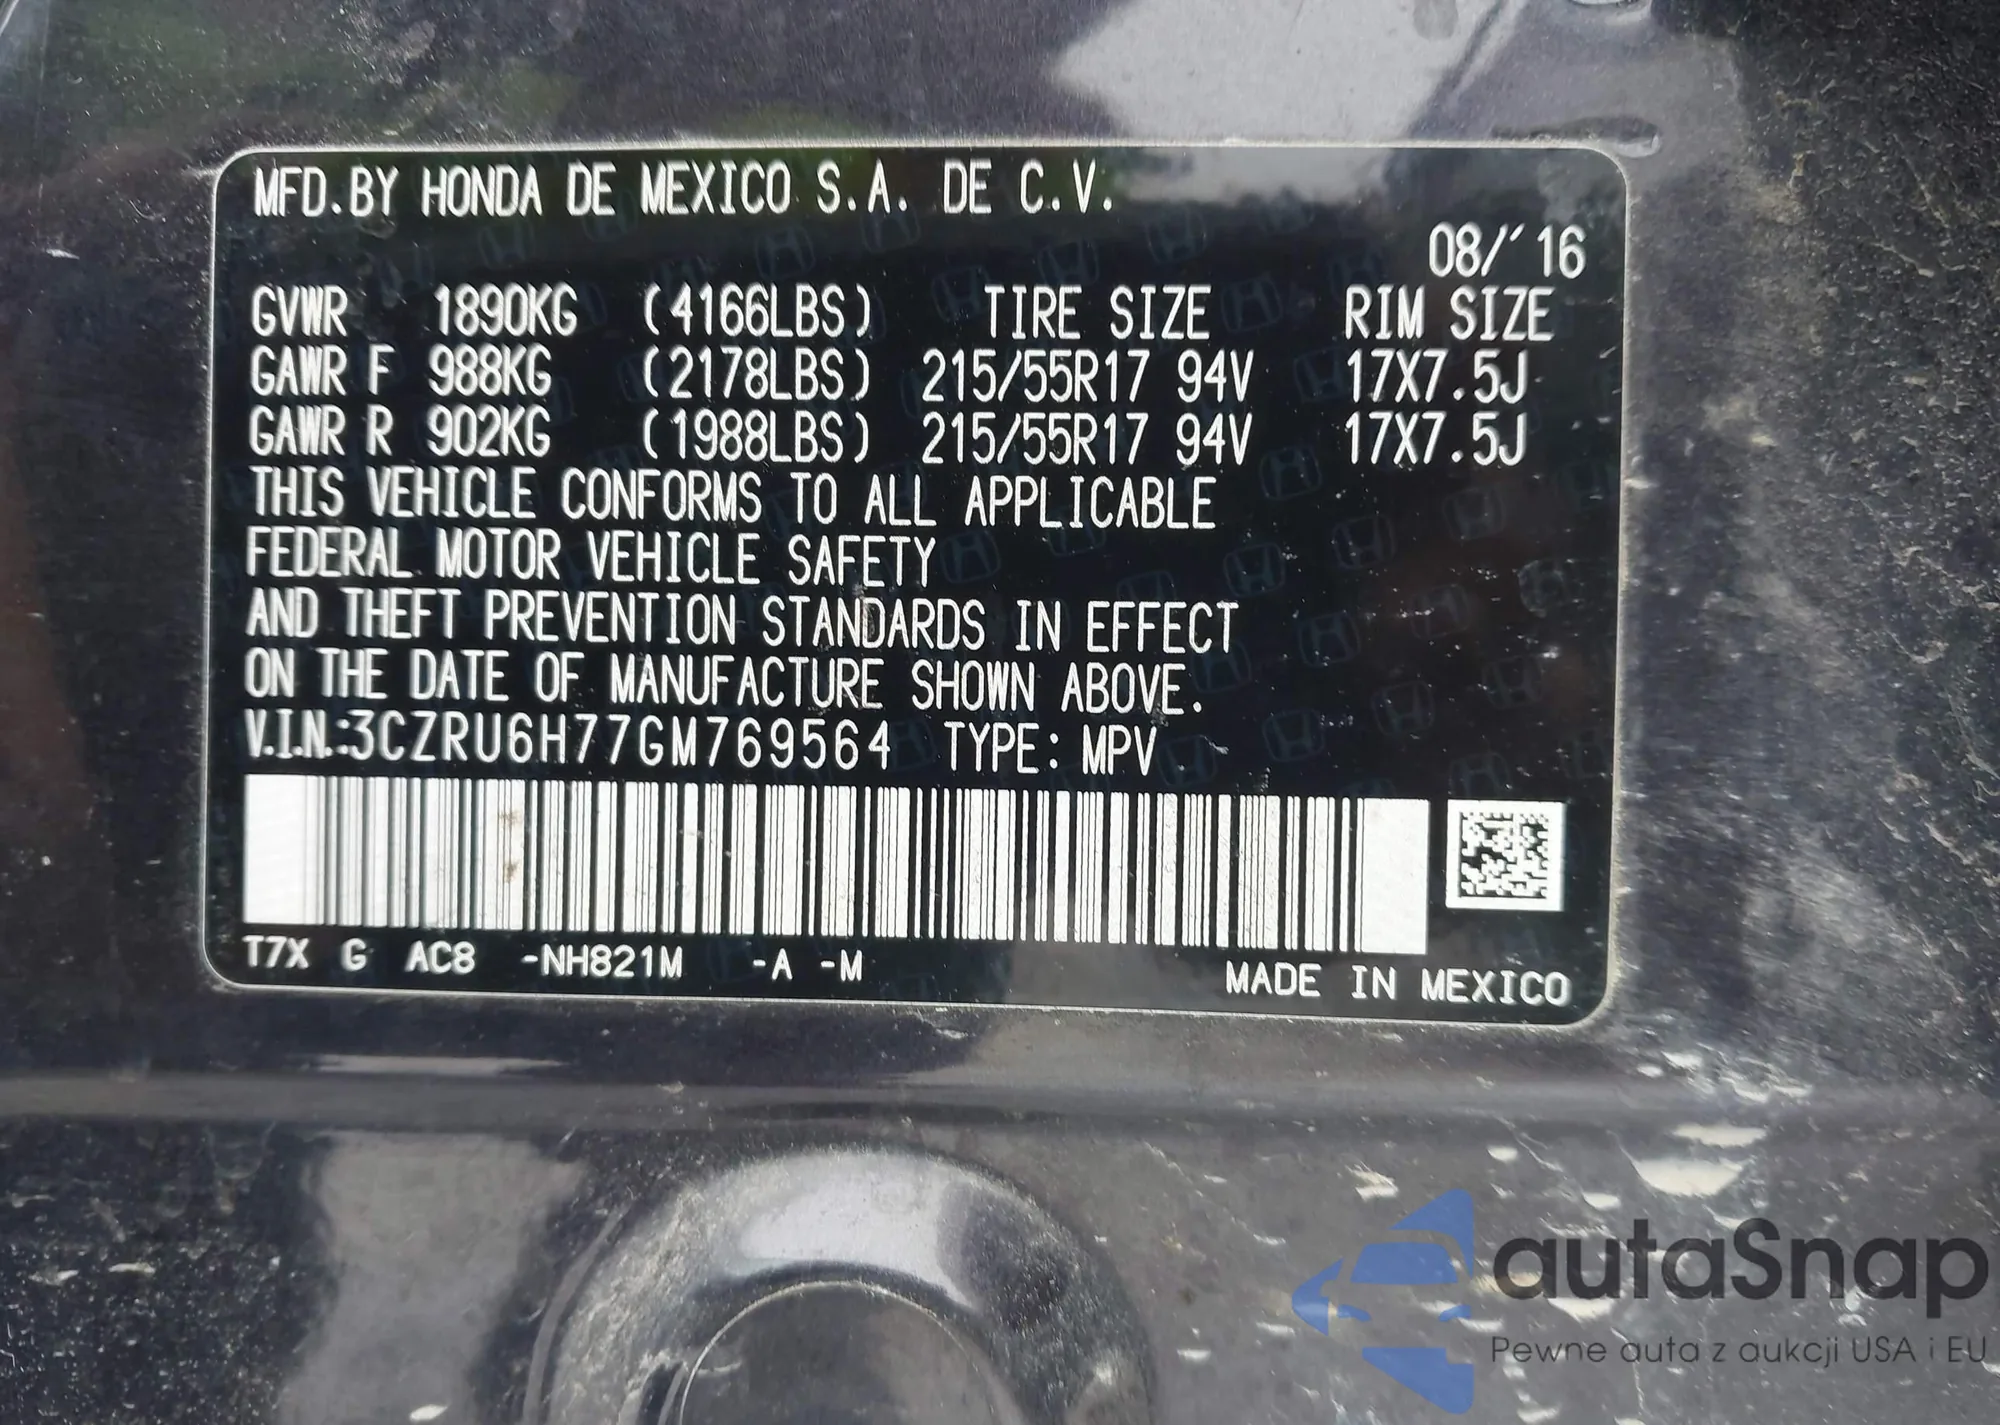 MFD.BY HONDA DE MEXICO S.A. DE C.V.
08/'16
GVWR 1890KG (4166LBS) TIRE SIZE RIM SIZE
GAWR F 988KG (2178LBS) 215/55R17 94V 17X7.5J
GAWR R 902KG (1988LBS) 215/55R17 94V 17X7.5J
THIS VEHICLE CONFORMS TO ALL APPLICABLE
FEDERAL MOTOR VEHICLE SAFETY
AND THEFT PREVENTION STANDARDS IN EFFECT
ON THE DATE OF MANUFACTURE SHOWN ABOVE.
V.I.N.:3CZRU6H77GM769564 TYPE: MPV
T7X G AC8 -NH821M -A -M
MADE IN MEXICO
autaSnap
Pewne auta z aukcji USA i EU